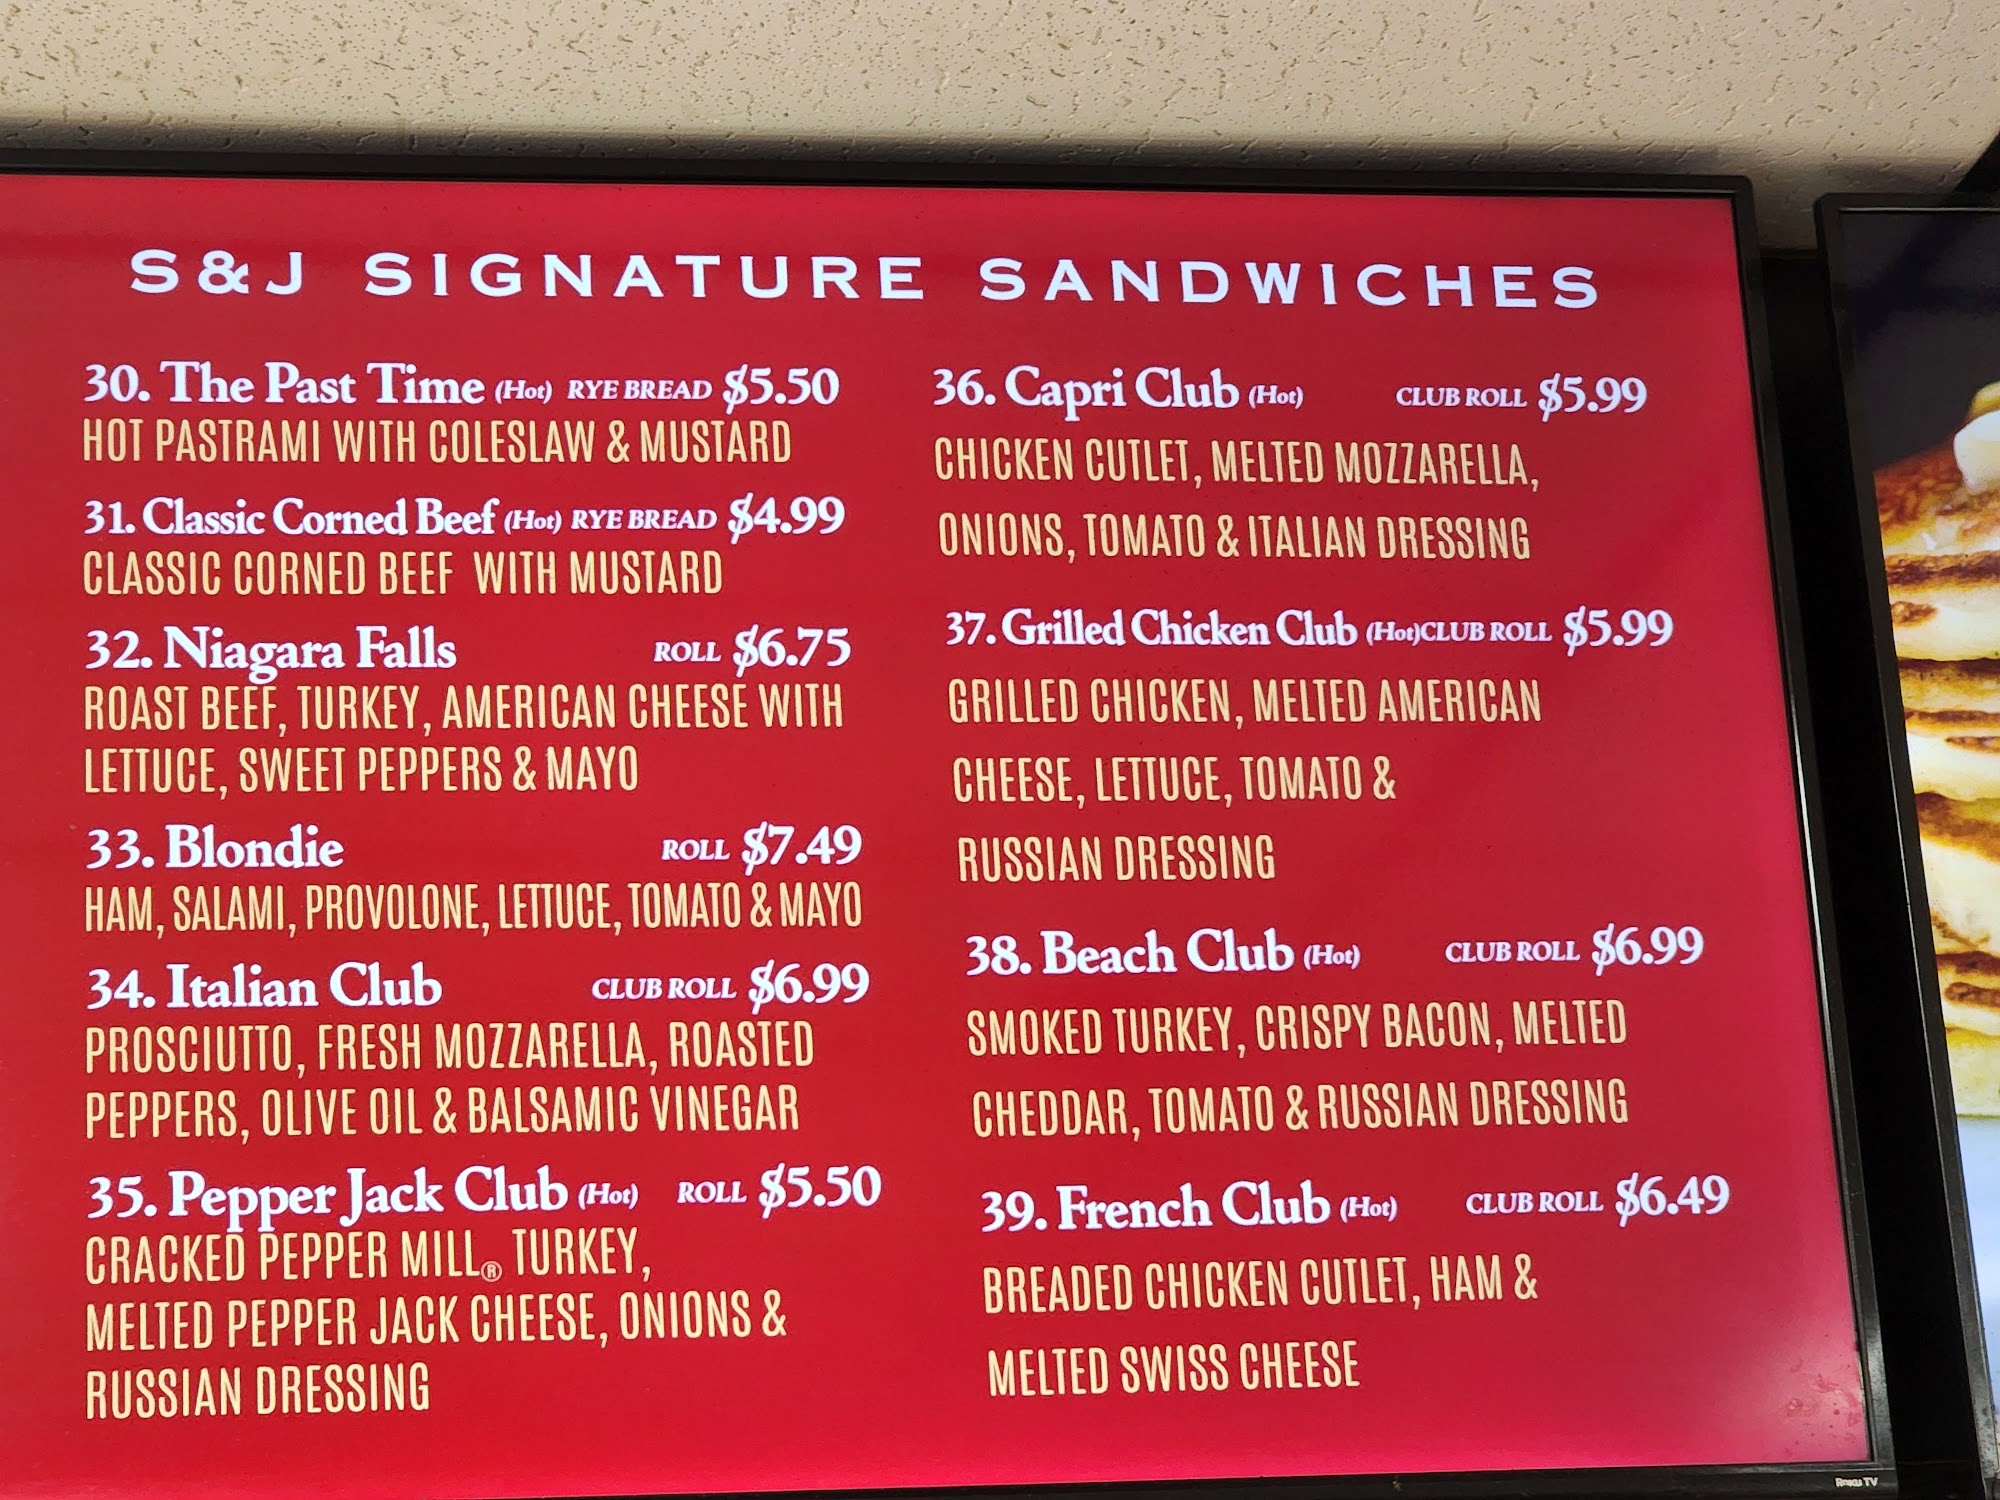 S&J SIGNATURE SANDWICHES
30. The Past Time (Hot) RYE BREAD $5.50
HOT PASTRAMI WITH COLESLAW & MUSTARD
31. Classic Corned Beef (Hot) RYE BREAD $4.99
CLASSIC CORNED BEEF WITH MUSTARD
32. Niagara Falls ROLL $6.75
ROAST BEEF, TURKEY, AMERICAN CHEESE WITH
LETTUCE, SWEET PEPPERS & MAYO
33. Blondie ROLL $7.49
HAM, SALAMI, PROVOLONE, LETTUCE, TOMATO & MAYO
34. Italian Club CLUB ROLL $6.99
PROSCIUTTO, FRESH MOZZARELLA, ROASTED
PEPPERS, OLIVE OIL & BALSAMIC VINEGAR
35. Pepper Jack Club (Hot) ROLL $5.50
CRACKED PEPPER MILL® TURKEY,
MELTED PEPPER JACK CHEESE, ONIONS &
RUSSIAN DRESSING
36. Capri Club (Hot) CLUB ROLL $5.99
CHICKEN CUTLET, MELTED MOZZARELLA,
ONIONS, TOMATO & ITALIAN DRESSING
37. Grilled Chicken Club (Hot)CLUB ROLL $5.99
GRILLED CHICKEN, MELTED AMERICAN
CHEESE, LETTUCE, TOMATO &
RUSSIAN DRESSING
38. Beach Club (Hot) CLUB ROLL $6.99
SMOKED TURKEY, CRISPY BACON, MELTED
CHEDDAR, TOMATO & RUSSIAN DRESSING
39. French Club (Hot) CLUB ROLL $6.49
BREADED CHICKEN CUTLET, HAM &
MELTED SWISS CHEESE
Roku TV